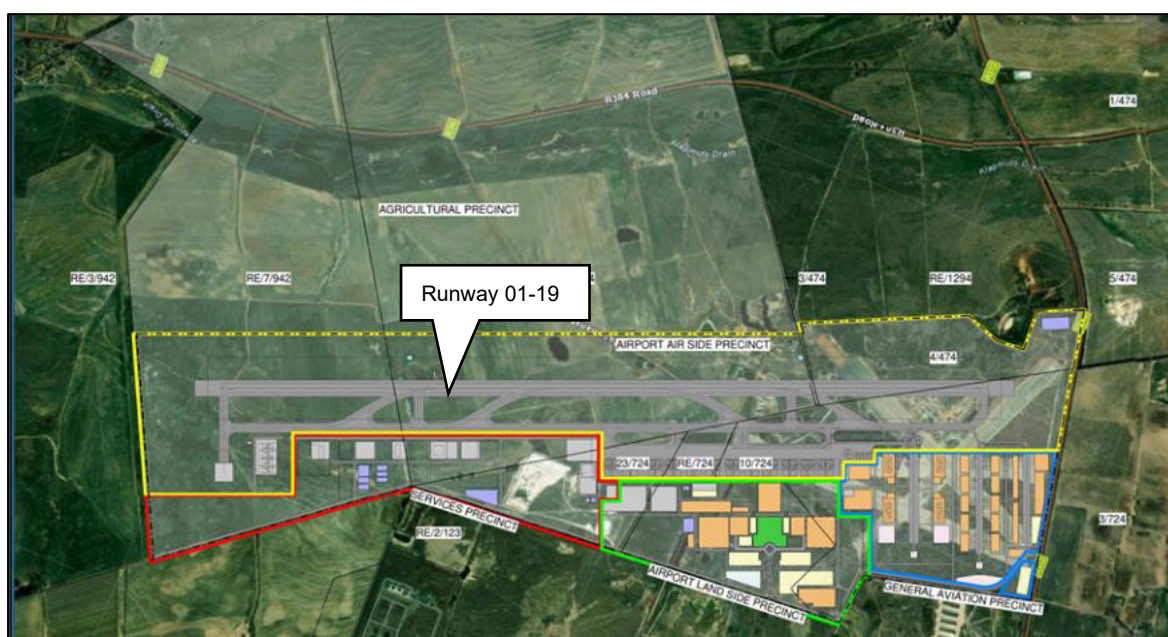 R304 Road
1/474
Klapmuts Drain
AGRICULTURAL PRECINCT
RE/3/942
RE/7/942
3/474
RE/1294
5/474
Runway 01-19
AIRPORT AIR SIDE PRECINCT
4/474
23/724
RE/724
10/724
SERVICES PRECINCT
RE/2/123
3/724
AIRPORT LAND SIDE PRECINCT
GENERAL AVIATION PRECINCT